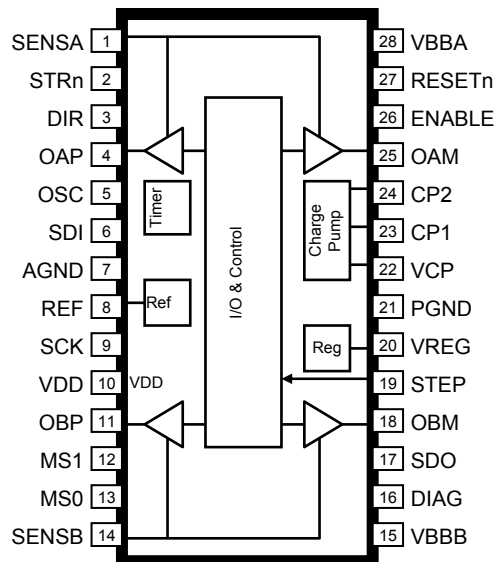 SENSA 1
STRn 2
DIR 3
OAP 4
OSC 5
SDI 6
AGND 7
REF 8
SCK 9
VDD 10 VDD
OBP 11
MS1 12
MS0 13
SENSB 14
Timer
Ref
I/O & Control
Charge
Pump
Reg
28 VBBA
27 RESETn
26 ENABLE
25 OAM
24 CP2
23 CP1
22 VCP
21 PGND
20 VREG
19 STEP
18 OBM
17 SDO
16 DIAG
15 VBBB